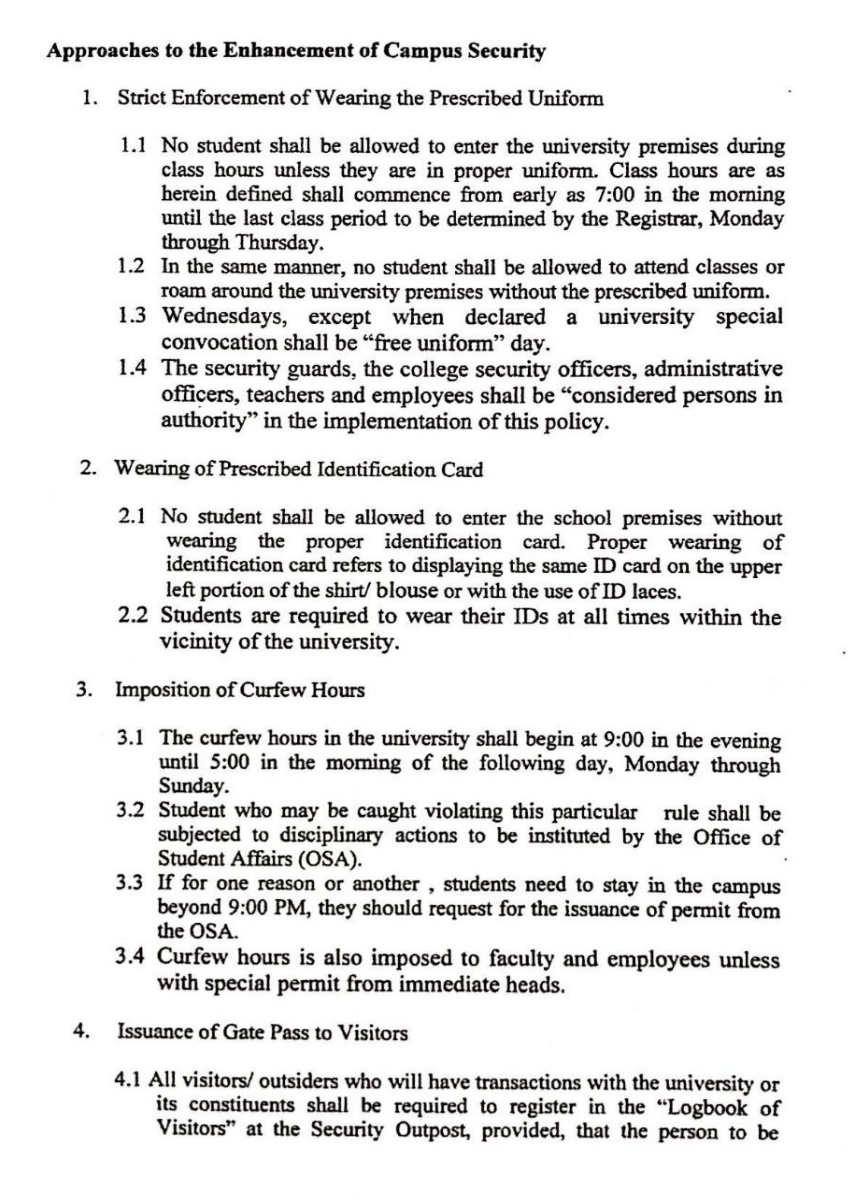 Approaches to the Enhancement of Campus Security
1. Strict Enforcement of Wearing the Prescribed Uniform
1.1 No student shall be allowed to enter the university premises during
class hours unless they are in proper uniform. Class hours are as
herein defined shall commence from early as 7:00 in the morning
until the last class period to be determined by the Registrar, Monday
through Thursday.
1.2 In the same manner, no student shall be allowed to attend classes or
roam around the university premises without the prescribed uniform.
1.3 Wednesdays, except when declared a university special
convocation shall be “free uniform” day.
1.4 The security guards, the college security officers, administrative
officers, teachers and employees shall be “considered persons in
authority” in the implementation of this policy.
2. Wearing of Prescribed Identification Card
2.1 No student shall be allowed to enter the school premises without
wearing the proper identification card. Proper wearing of
identification card refers to displaying the same ID card on the upper
left portion of the shirt/ blouse or with the use of ID laces.
2.2 Students are required to wear their IDs at all times within the
vicinity of the university.
3. Imposition of Curfew Hours
3.1 The curfew hours in the university shall begin at 9:00 in the evening
until 5:00 in the morning of the following day, Monday through
Sunday.
3.2 Student who may be caught violating this particular rule shall be
subjected to disciplinary actions to be instituted by the Office of
Student Affairs (OSA).
3.3 If for one reason or another , students need to stay in the campus
beyond 9:00 PM, they should request for the issuance of permit from
the OSA.
3.4 Curfew hours is also imposed to faculty and employees unless
with special permit from immediate heads.
4. Issuance of Gate Pass to Visitors
4.1 All visitors/ outsiders who will have transactions with the university or
its constituents shall be required to register in the “Logbook of
Visitors” at the Security Outpost, provided, that the person to be